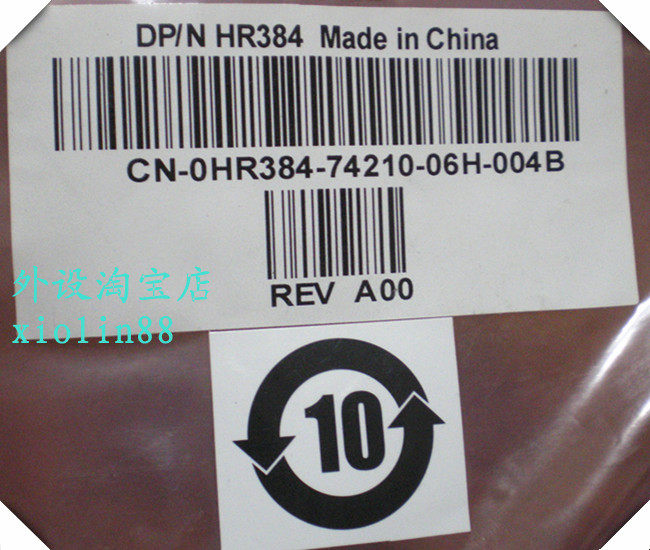 DP/N HR384 Made in China
CN-0HR384-74210-06H-004B
REV A00
外设淘宝店
xiolin88
10